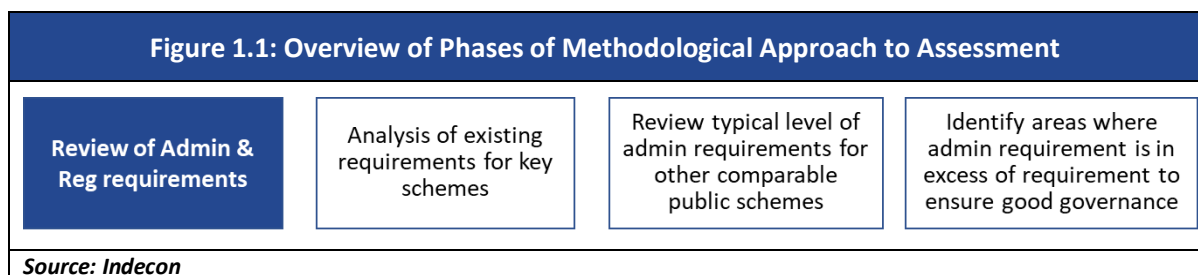 Figure 1.1: Overview of Phases of Methodological Approach to Assessment
Review of Admin &
Reg requirements
Analysis of existing
requirements for key
schemes
Review typical level of
admin requirements for
other comparable
public schemes
Identify areas where
admin requirement is in
excess of requirement to
ensure good governance
Source: Indecon